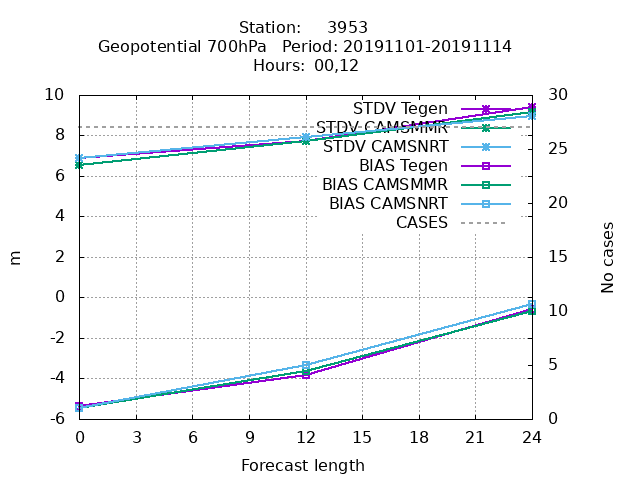 Station: 3953
Geopotential 700hPa Period: 20191101-20191114
Hours: 00,12
10
8
6
4
2
0
-2
-4
-6
m
STDV Tegen
STDV CAMSMMR
STDV CAMSNRT
BIAS Tegen
BIAS CAMSMMR
BIAS CAMSNRT
CASES
30
25
20
15
10
5
0
No cases
0 3 6 9 12 15 18 21 24
Forecast length